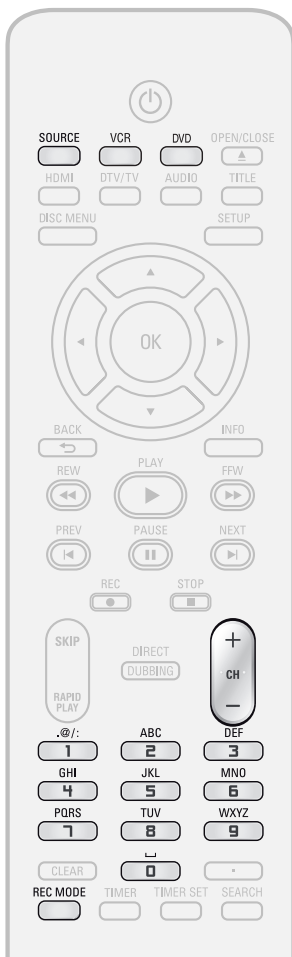 SOURCE VCR DVD OPEN/CLOSE
HDMI DTV/TV AUDIO TITLE
DISC MENU SETUP
OK
BACK INFO
REW PLAY FFW
PREV PAUSE NEXT
REC STOP
SKIP DIRECT +
DUBBING CH
RAPID −
PLAY
.@/: ABC DEF
1 2 3
GHI JKL MNO
4 5 6
PQRS TUV WXYZ
7 8 9
␣
CLEAR 0 •
REC MODE TIMER TIMER SET SEARCH